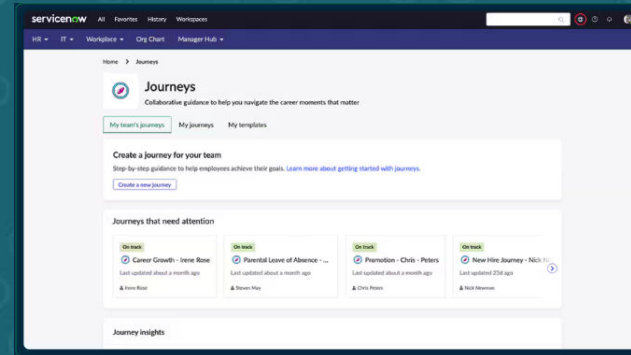 servicenow All Favorites History Workspaces
HR IT Workplace Org Chart Manager Hub
Home > Journeys
Journeys
Collaborative guidance to help you navigate the career moments that matter
My team's journeys My journeys My templates
Create a journey for your team
Step-by-step guidance to help employees achieve their goals. Learn more about getting started with journeys.
Create a new journey
Journeys that need attention
On track On track On track On track
Career Growth - Irene Rose Parental Leave of Absence - ... Promotion - Chris - Peters New Hire Journey - Nick
Last updated about a month ago Last updated about a month ago Last updated about a month ago Last updated 23d ago
Irene Rose Steven May Chris Peters Nick Newman
Journey insights